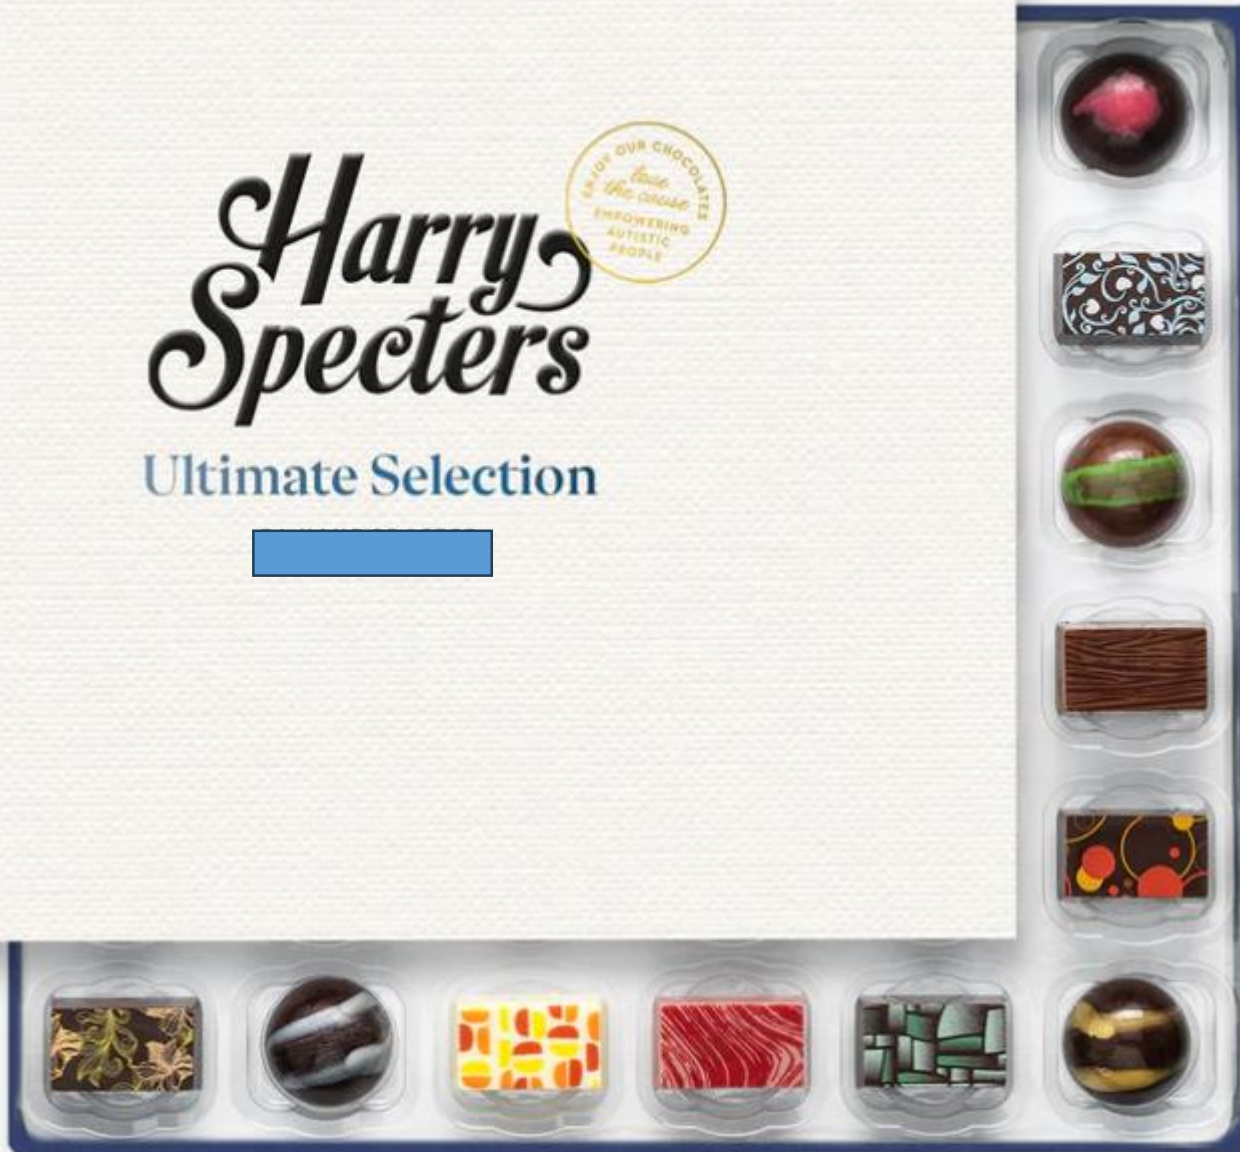 Harry
Specters
ENJOY OUR CHOCOLATES
love
the cause
EMPOWERING
AUTISTIC
PEOPLE
Ultimate Selection